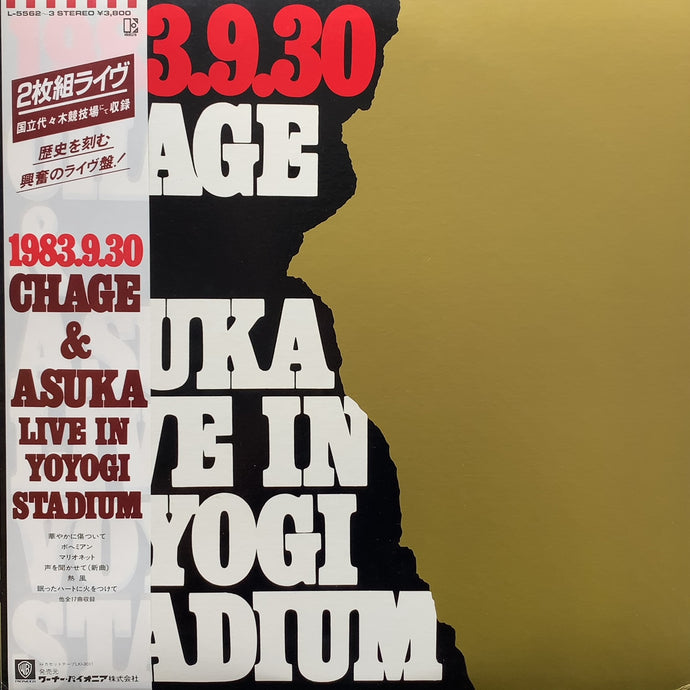 L-5562~3 STEREO ¥3,800
2枚組ライヴ
国立代々木競技場にて収録
歴史を刻む
興奮のライヴ盤!
1983.9.30
CHAGE
&
ASUKA
LIVE IN
YOYOGI
STADIUM
華やかに傷ついて
ボヘミアン
マリオネット
声を聞かせて(新曲)
熱風
眠ったハートに火をつけて
他全17曲収録
発売元
ワーナー・パイオニア株式会社
3.9.30
AGE
UKA
VE IN
YOGI
ADIUM